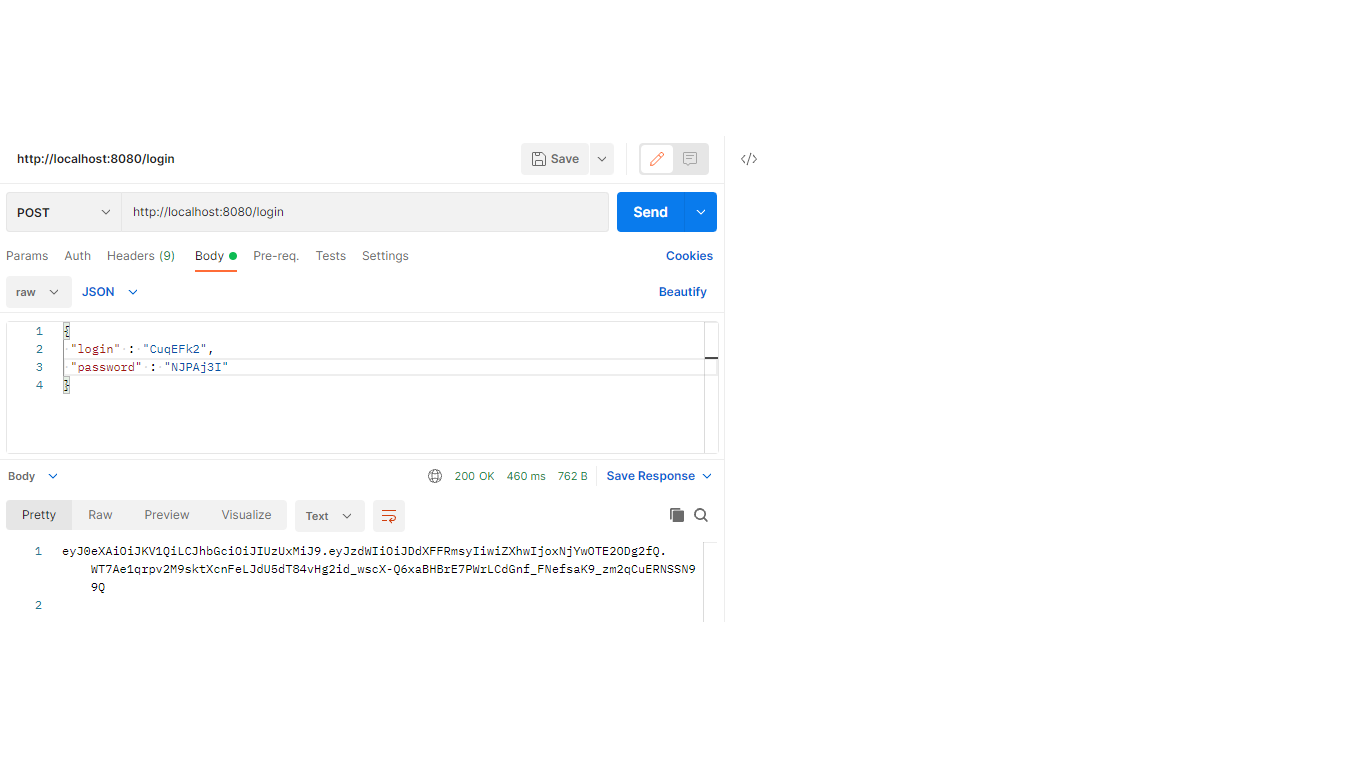 http://localhost:8080/login
Save
</>
POST
http://localhost:8080/login
Send
Params Auth Headers (9) Body Pre-req. Tests Settings
Cookies
raw JSON
Beautify
1 {
2 "login" : "CuqEFk2",
3 "password" : "NJPAj3I"
4 }
Body
200 OK 460 ms 762 B Save Response
Pretty Raw Preview Visualize Text
1 eyJ0eXAiOiJKV1QiLCJhbGciOiJIUzUxMiJ9.eyJzdWIiOiJDdXFFRmsyIiwiZXhwIjoxNjYwOTE2ODg2fQ.
WT7Ae1qrpv2M9sktXcnFeLJdU5dT84vHg2id_wscX-Q6xaBHBrE7PWrLCdGnf_FNefsaK9_zm2qCuERNSSN9
9Q
2